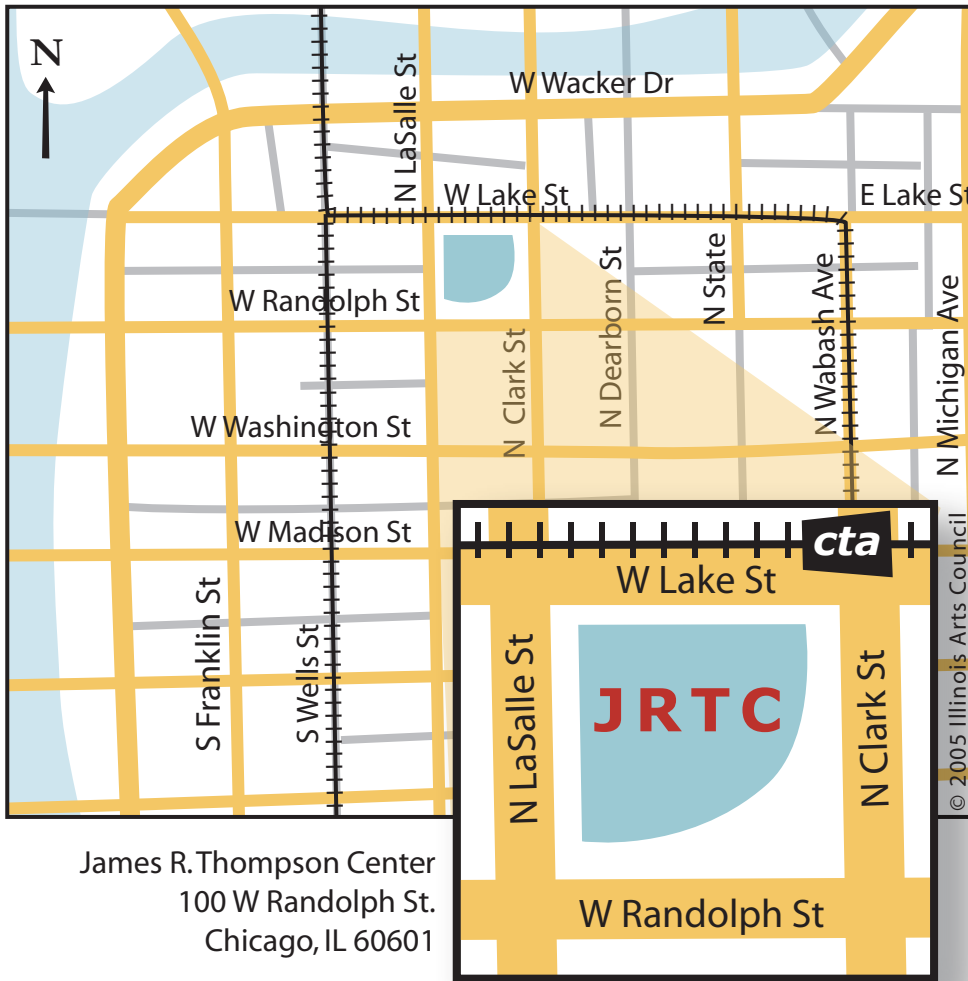 N
W Wacker Dr
N LaSalle St
W Lake St
E Lake St
W Randolph St
N Clark St
N Dearborn St
N State
N Wabash Ave
N Michigan Ave
W Washington St
W Madison St
S Franklin St
S Wells St
cta
W Lake St
N LaSalle St
JRTC
N Clark St
W Randolph St
© 2005 Illinois Arts Council
James R. Thompson Center
100 W Randolph St.
Chicago, IL 60601